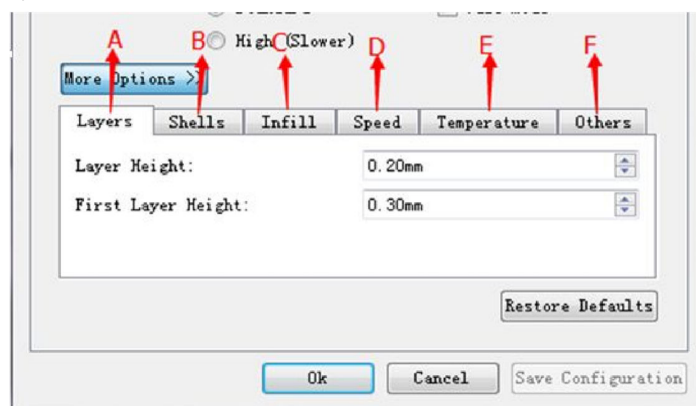 A B High (Slower) C D E F
More Options >>
Layers Shells Infill Speed Temperature Others
Layer Height: 0.20mm
First Layer Height: 0.30mm
Restore Defaults
Ok Cancel Save Configuration